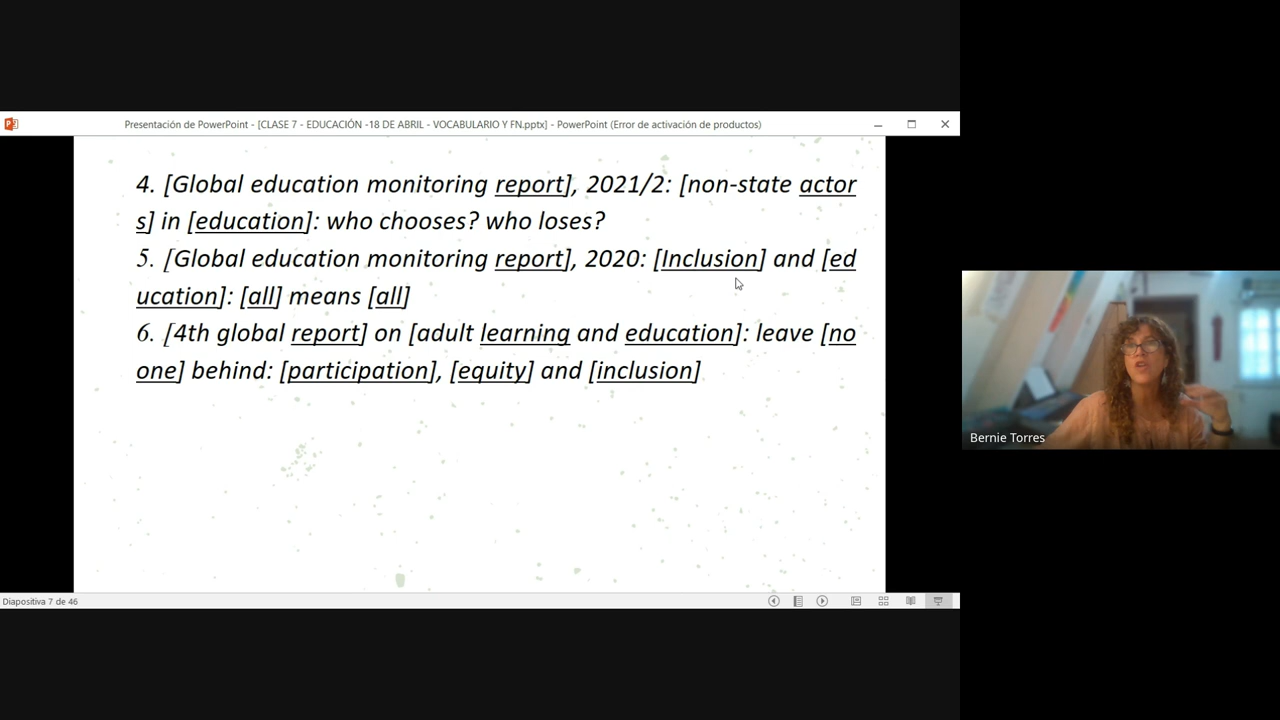 Presentación de PowerPoint - [CLASE 7 - EDUCACIÓN -18 DE ABRIL - VOCABULARIO Y FN.pptx] - PowerPoint (Error de activación de productos)
4. [Global education monitoring report], 2021/2: [non-state actor
s] in [education]: who chooses? who loses?
5. [Global education monitoring report], 2020: [Inclusion] and [ed
ucation]: [all] means [all]
6. [4th global report] on [adult learning and education]: leave [no
one] behind: [participation], [equity] and [inclusion]
Bernie Torres
Diapositiva 7 de 46